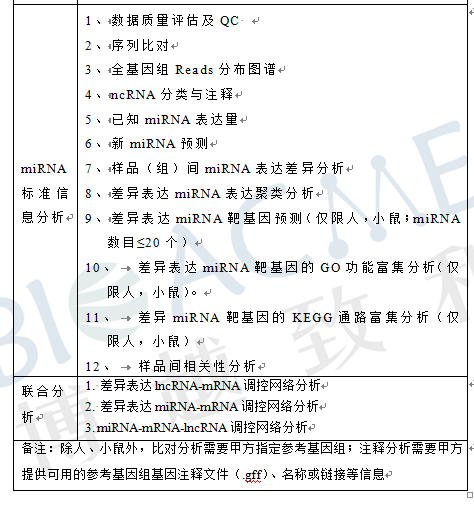 1、数据质量评估及 QC
2、序列比对
3、全基因组 Reads 分布图谱
4、ncRNA 分类与注释
5、已知 miRNA 表达量
6、新 miRNA 预测
miRNA
标准信
息分析
7、样品（组）间 miRNA 表达差异分析
8、差异表达 miRNA 表达聚类分析
9、差异表达 miRNA 靶基因预测（仅限人，小鼠；miRNA
数目≤20 个）
10、→ 差异表达 miRNA 靶基因的 GO 功能富集分析（仅
限人，小鼠）。
11、→ 差异 miRNA 靶基因的 KEGG 通路富集分析（仅
限人，小鼠）
12、→ 样品间相关性分析
联合分
析
1. 差异表达 lncRNA-mRNA 调控网络分析
2. 差异表达 miRNA-mRNA 调控网络分析
3.miRNA-mRNA-lncRNA 调控网络分析
备注：除人、小鼠外，比对分析需要甲方指定参考基因组；注释分析需要甲方
提供可用的参考基因组基因注释文件（.gff）、名称或链接等信息
BIOACME
博越致和